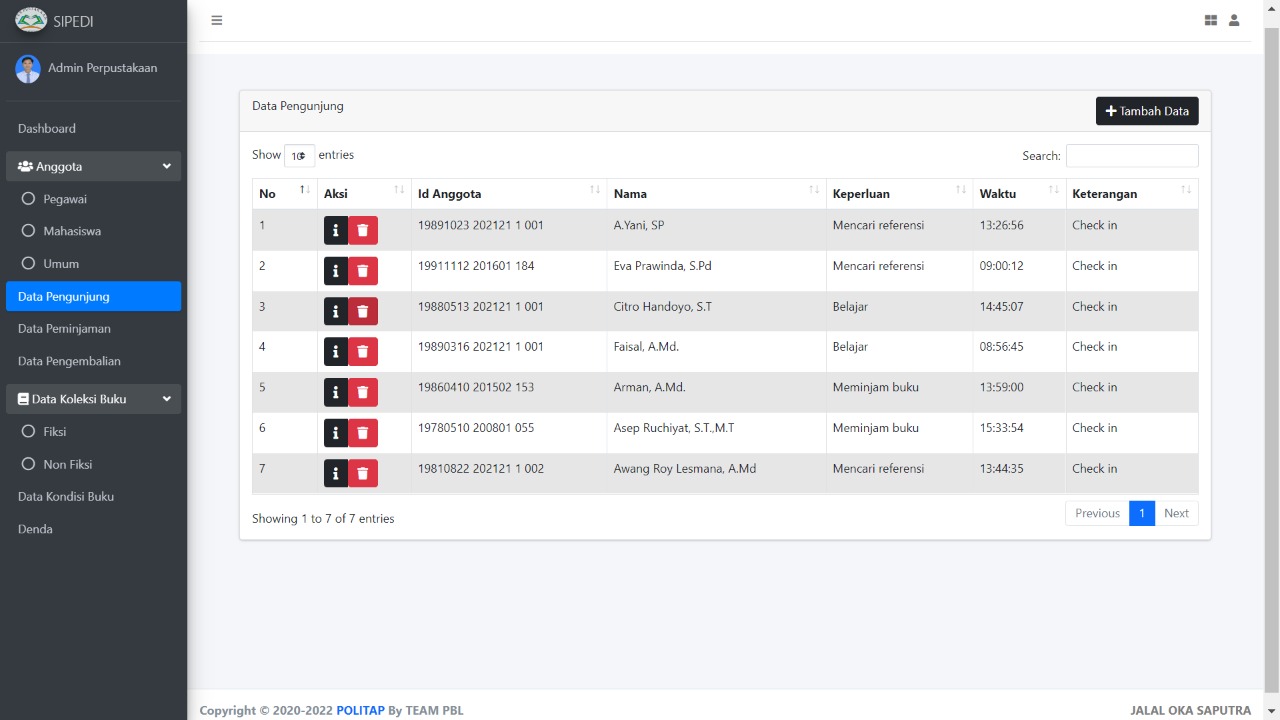 SIPEDI
Admin Perpustakaan
Dashboard
Anggota
Pegawai
Mahasiswa
Umum
Data Pengunjung
Data Peminjaman
Data Pengembalian
Data Koleksi Buku
Fiksi
Non Fiksi
Data Kondisi Buku
Denda
Data Pengunjung
Tambah Data
Show 10 entries
Search:
No Aksi Id Anggota Nama Keperluan Waktu Keterangan
1 19891023 202121 1 001 A.Yani, SP Mencari referensi 13:26:56 Check in
2 19911112 201601 184 Eva Prawinda, S.Pd Mencari referensi 09:00:12 Check in
3 19880513 202121 1 001 Citro Handoyo, S.T Belajar 14:45:07 Check in
4 19890316 202121 1 001 Faisal, A.Md. Belajar 08:56:45 Check in
5 19860410 201502 153 Arman, A.Md. Meminjam buku 13:59:00 Check in
6 19780510 200801 055 Asep Ruchiyat, S.T.,M.T Meminjam buku 15:33:54 Check in
7 19810822 202121 1 002 Awang Roy Lesmana, A.Md Mencari referensi 13:44:35 Check in
Showing 1 to 7 of 7 entries
Previous 1 Next
Copyright © 2020-2022 POLITAP By TEAM PBL
JALAL OKA SAPUTRA